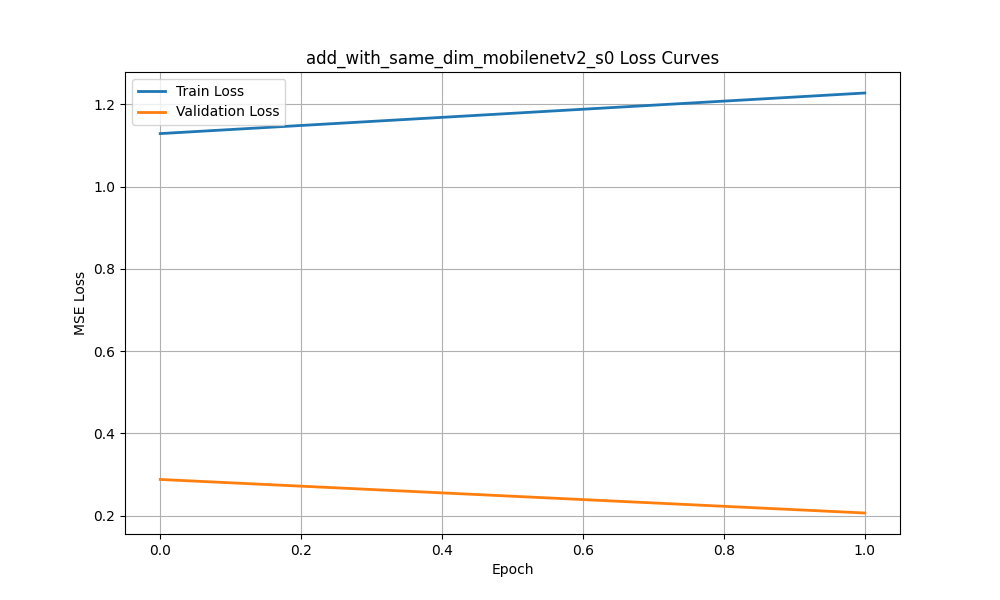 add_with_same_dim_mobilenetv2_s0 Loss Curves
Train Loss
Validation Loss
1.2
1.0
0.8
0.6
0.4
0.2
MSE Loss
0.0 0.2 0.4 0.6 0.8 1.0
Epoch